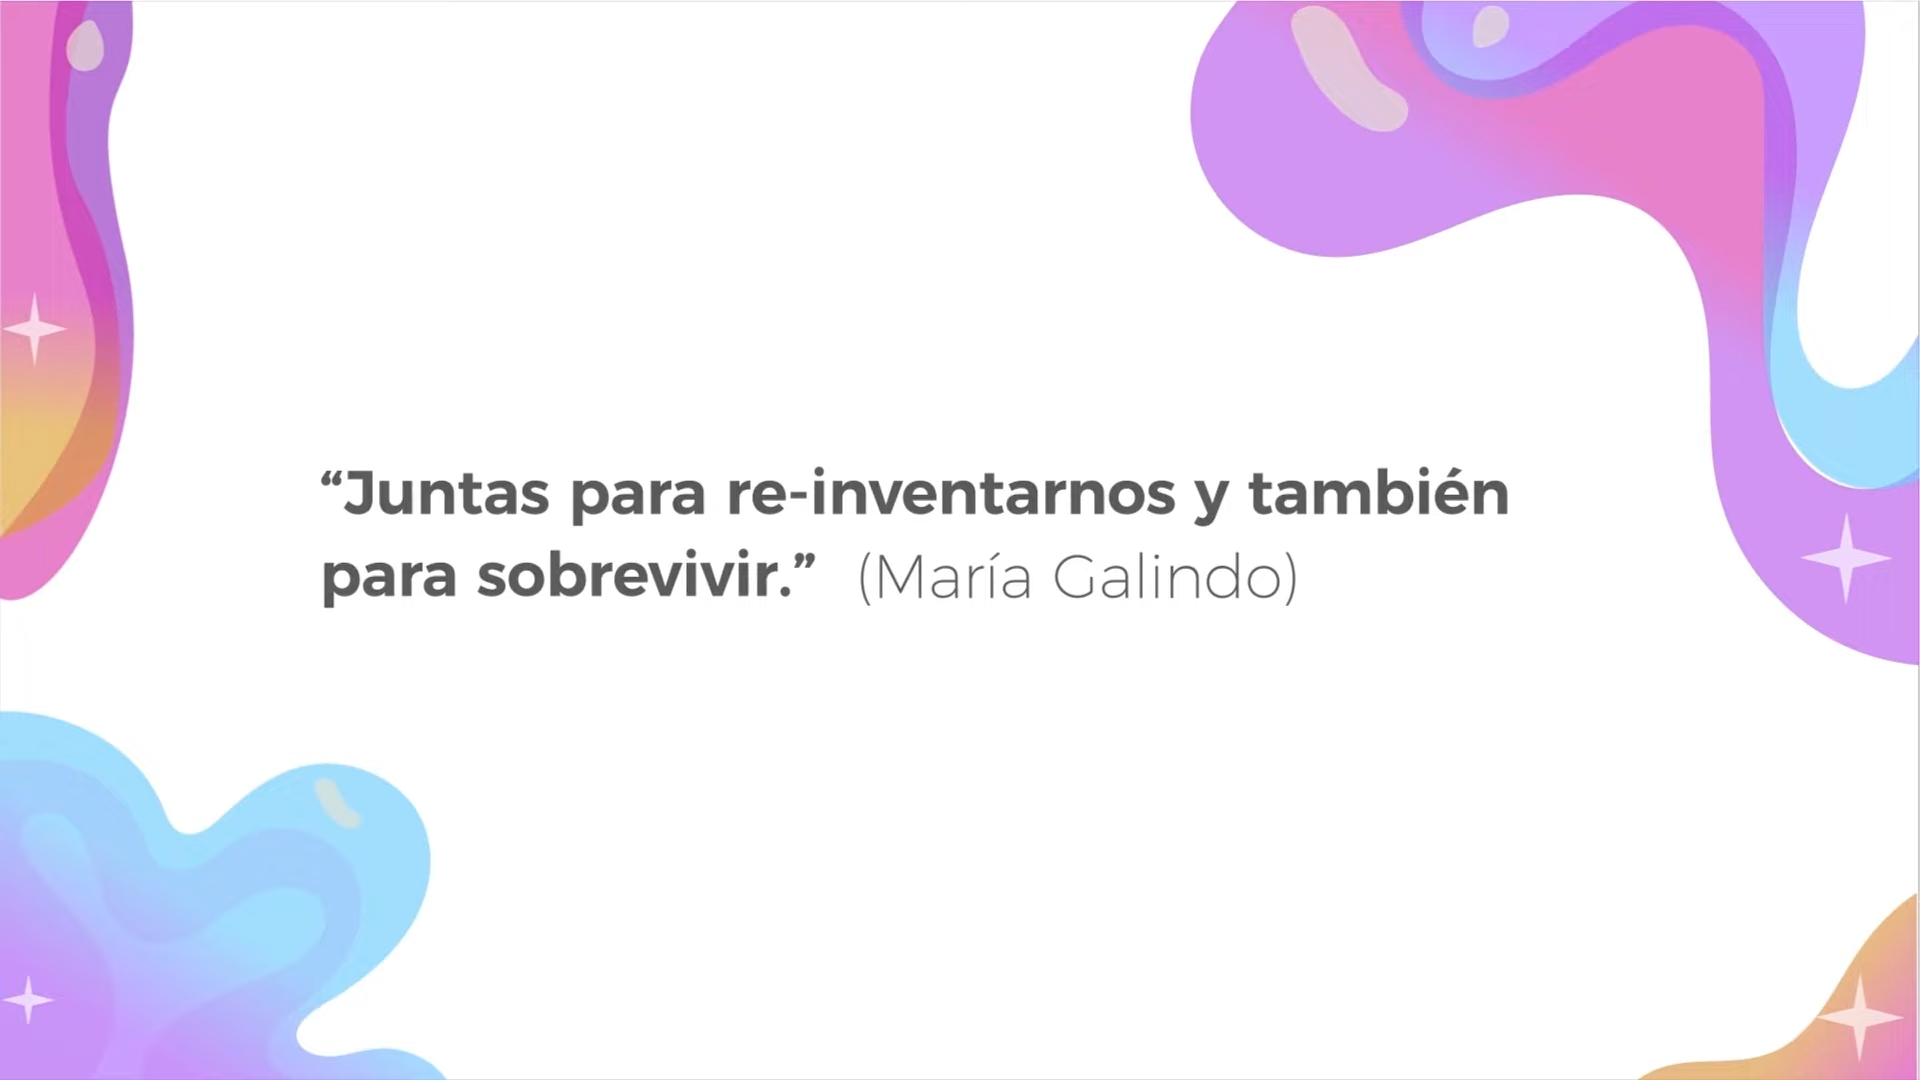 “Juntas para re-inventarnos y también
para sobrevivir.” (María Galindo)